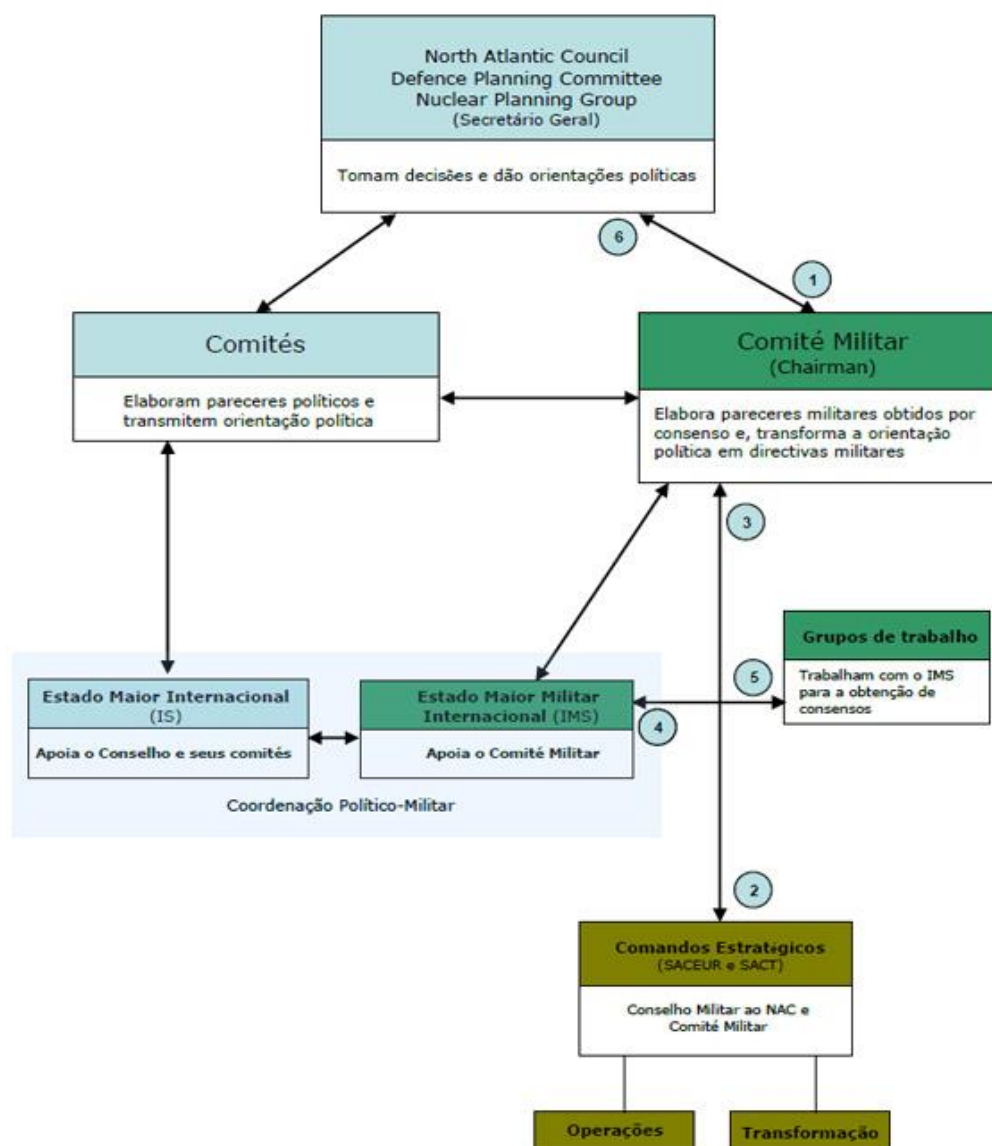 North Atlantic Council
Defence Planning Committee
Nuclear Planning Group
(Secretário Geral)
Tomam decisões e dão orientações políticas
6
1
Comités
Elaboram pareceres políticos e
transmitem orientação política
Comité Militar
(Chairman)
Elabora pareceres militares obtidos por
consenso e, transforma a orientação
política em directivas militares
3
Grupos de trabalho
Trabalham com o IMS
para a obtenção de
consensos
5
4
Estado Maior Internacional
(IS)
Apoia o Conselho e seus comités
Estado Maior Militar
Internacional (IMS)
Apoia o Comité Militar
Coordenação Político-Militar
2
Comandos Estratégicos
(SACEUR e SACT)
Conselho Militar ao NAC e
Comité Militar
Operações
Transformação